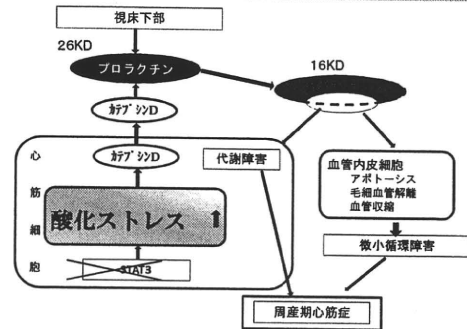 視床下部
26KD
プロラクチン
16KD
カテプシンD
カテプシンD
心筋細胞
代謝障害
血管内皮細胞
アポトーシス
毛細血管解離
血管収縮
酸化ストレス
STAT3
微小循環障害
周産期心筋症